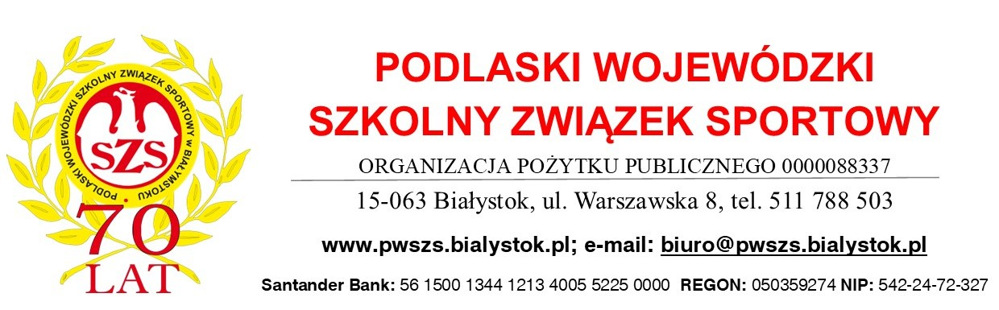 PODLASKI WOJEWÓDZKI SZKOLNY ZWIĄZEK SPORTOWY W BIAŁYMSTOKU
SZS
70
LAT
PODLASKI WOJEWÓDZKI
SZKOLNY ZWIĄZEK SPORTOWY
ORGANIZACJA POŻYTKU PUBLICZNEGO 0000088337
15-063 Białystok, ul. Warszawska 8, tel. 511 788 503
www.pwszs.bialystok.pl; e-mail: biuro@pwszs.bialystok.pl
Santander Bank: 56 1500 1344 1213 4005 5225 0000 REGON: 050359274 NIP: 542-24-72-327